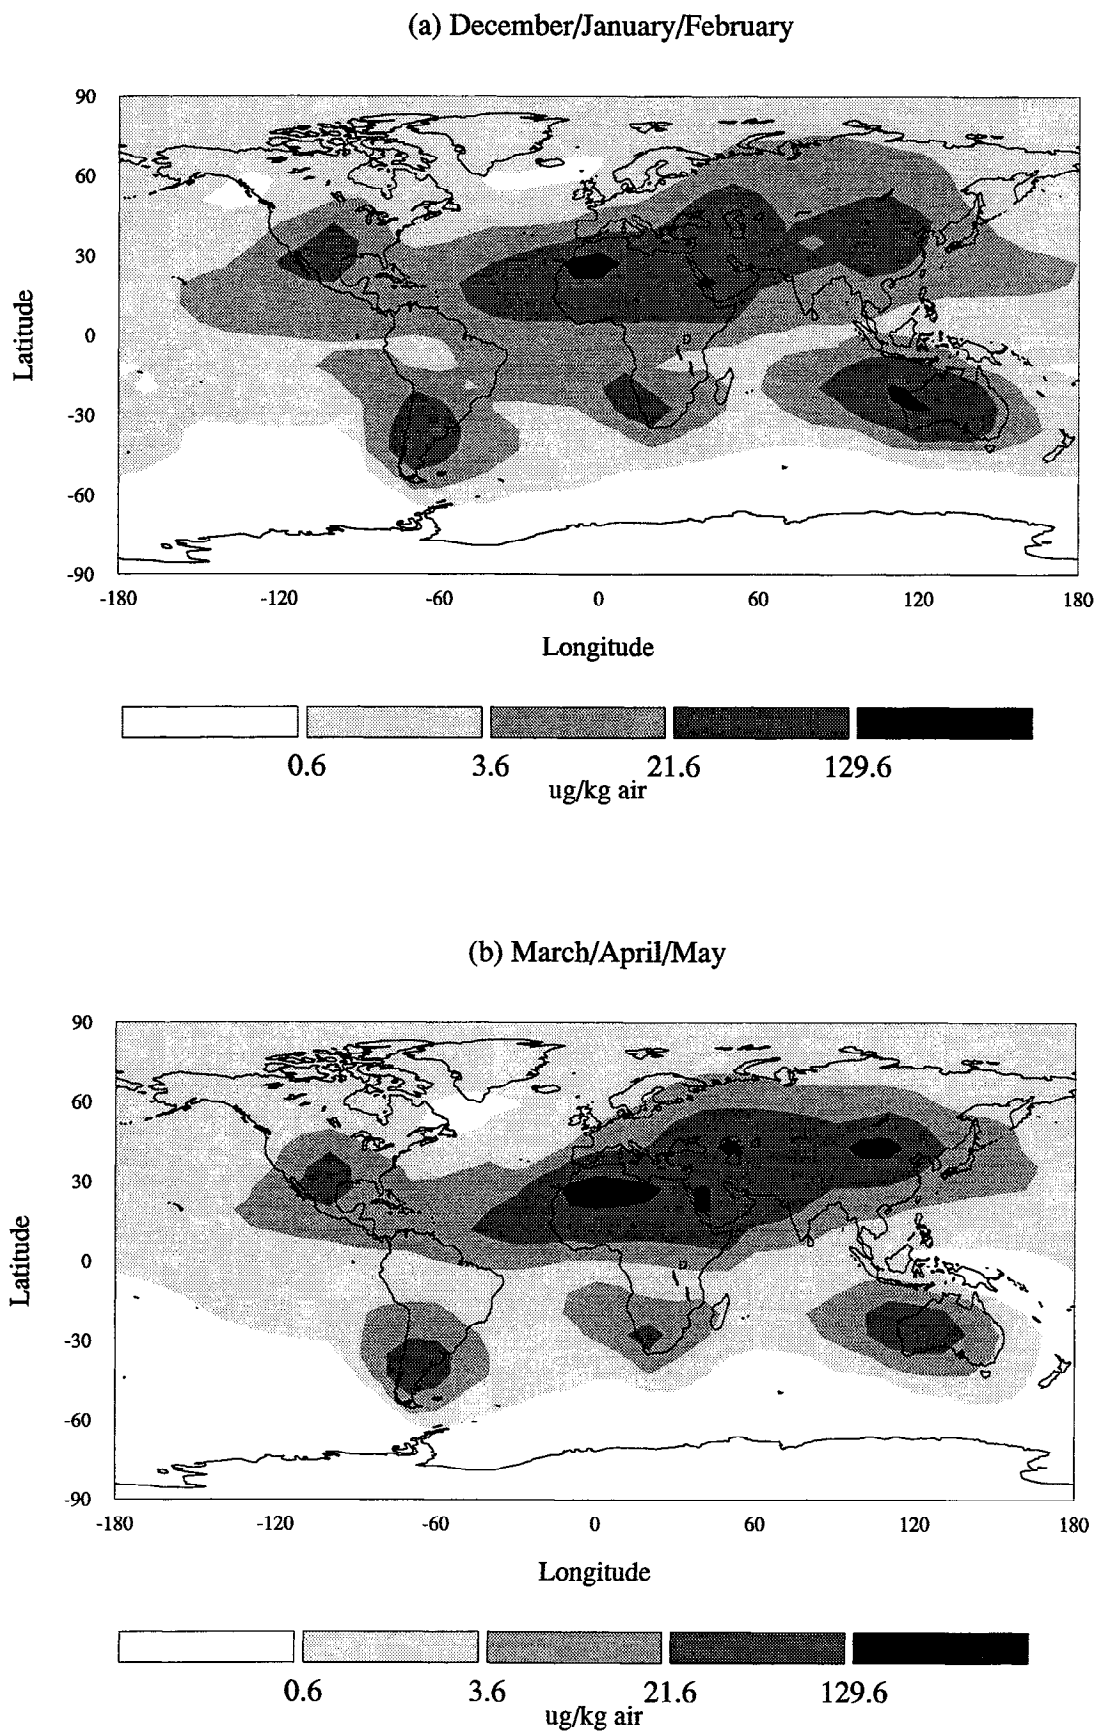 (a) December/January/February
90
60
30
0
-30
-60
-90
Latitude
-180 -120 -60 0 60 120 180
Longitude
0.6 3.6 21.6 129.6
ug/kg air
(b) March/April/May
90
60
30
0
-30
-60
-90
Latitude
-180 -120 -60 0 60 120 180
Longitude
0.6 3.6 21.6 129.6
ug/kg air